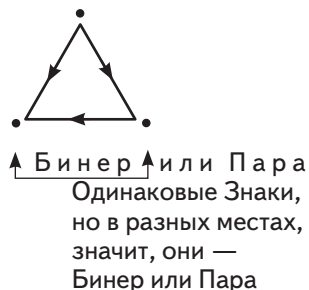 Бинер или Пара
Одинаковые Знаки,
но в разных местах,
значит, они —
Бинер или Пара